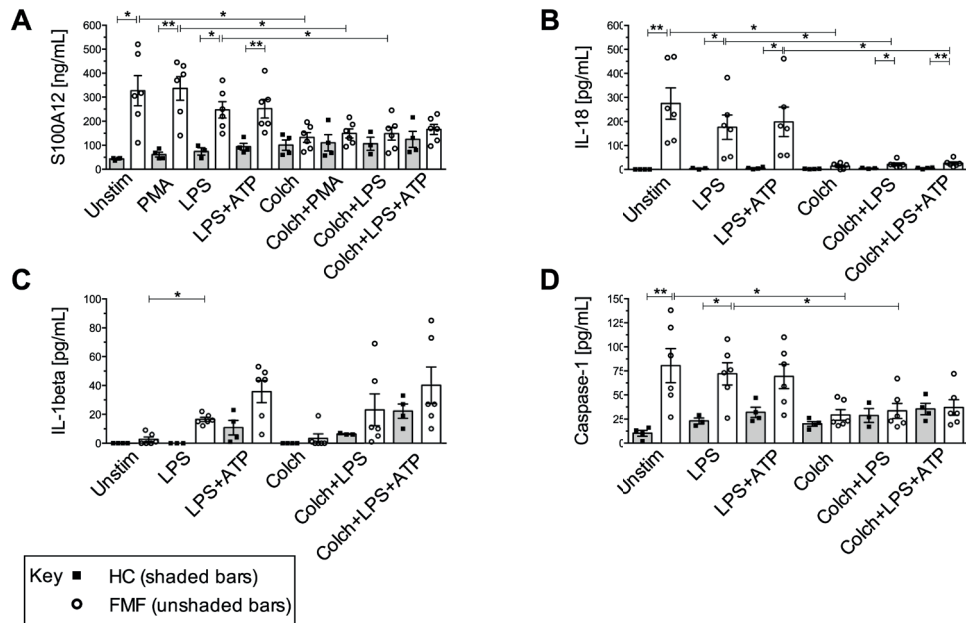 A
S100A12 [ng/mL]
600
500
400
300
200
100
0
* ** * ** * * *
Unstim PMA LPS LPS+ATP Colch Colch+PMA Colch+LPS Colch+LPS+ATP
B
IL-18 [pg/mL]
600
500
400
300
200
100
0
** * * * * * * **
Unstim LPS LPS+ATP Colch Colch+LPS Colch+LPS+ATP
C
IL-1beta [pg/mL]
100
80
60
40
20
0
*
Unstim LPS LPS+ATP Colch Colch+LPS Colch+LPS+ATP
D
Caspase-1 [pg/mL]
150
125
100
75
50
25
0
** * * *
Unstim LPS LPS+ATP Colch Colch+LPS Colch+LPS+ATP
Key HC (shaded bars)
FMF (unshaded bars)